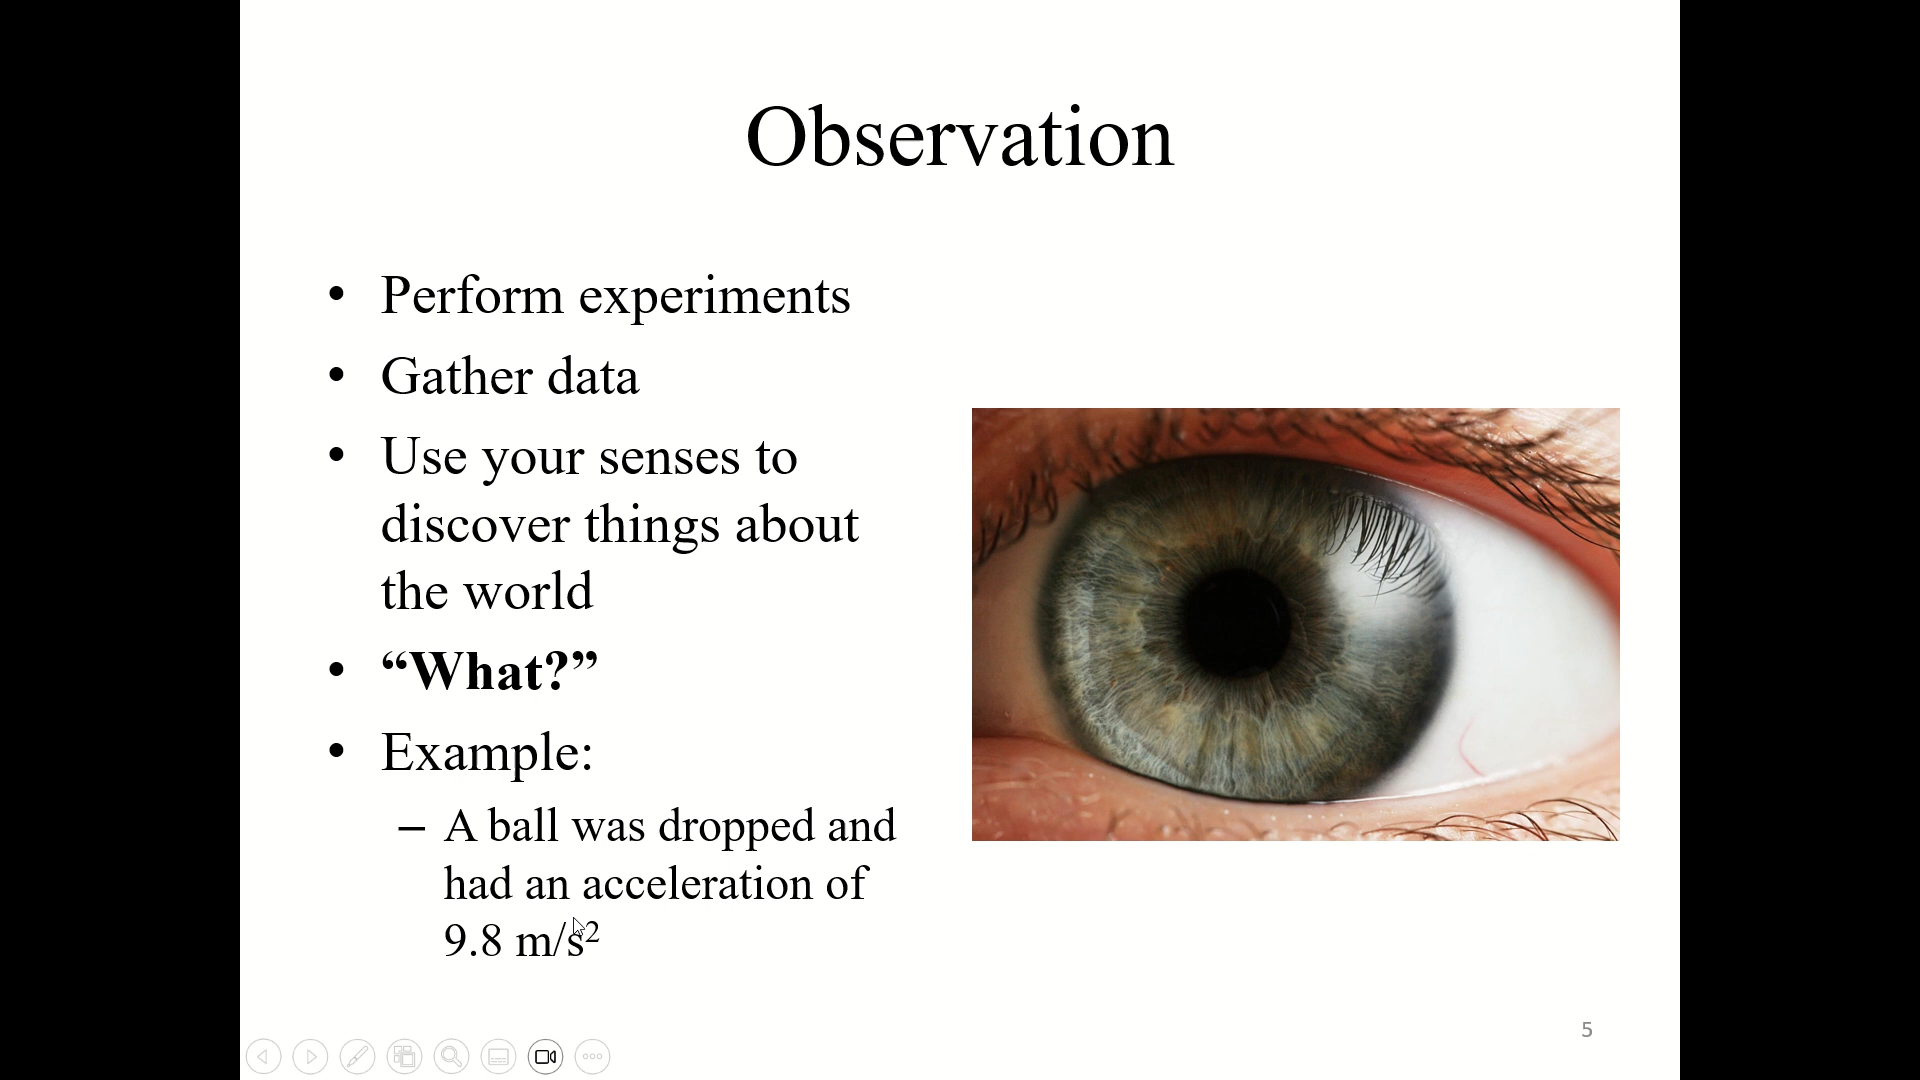 Observation
• Perform experiments
• Gather data
• Use your senses to
discover things about
the world
• “What?”
• Example:
– A ball was dropped and
had an acceleration of
9.8 m/s²
5